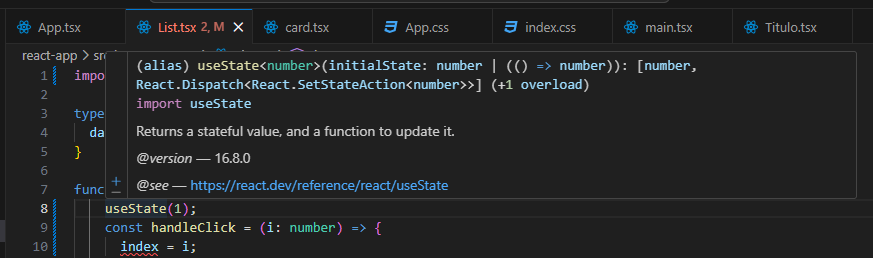 App.tsx List.tsx 2, M card.tsx App.css index.css main.tsx Titulo.tsx
react-app > src
(alias) useState<number>(initialState: number | (() => number)): [number,
React.Dispatch<React.SetStateAction<number>>] (+1 overload)
import useState
Returns a stateful value, and a function to update it.
@version — 16.8.0
@see — https://react.dev/reference/react/useState
1 impo
2
3 type
4 da
5 }
6
7 func
8 useState(1);
9 const handleClick = (i: number) => {
10 index = i;